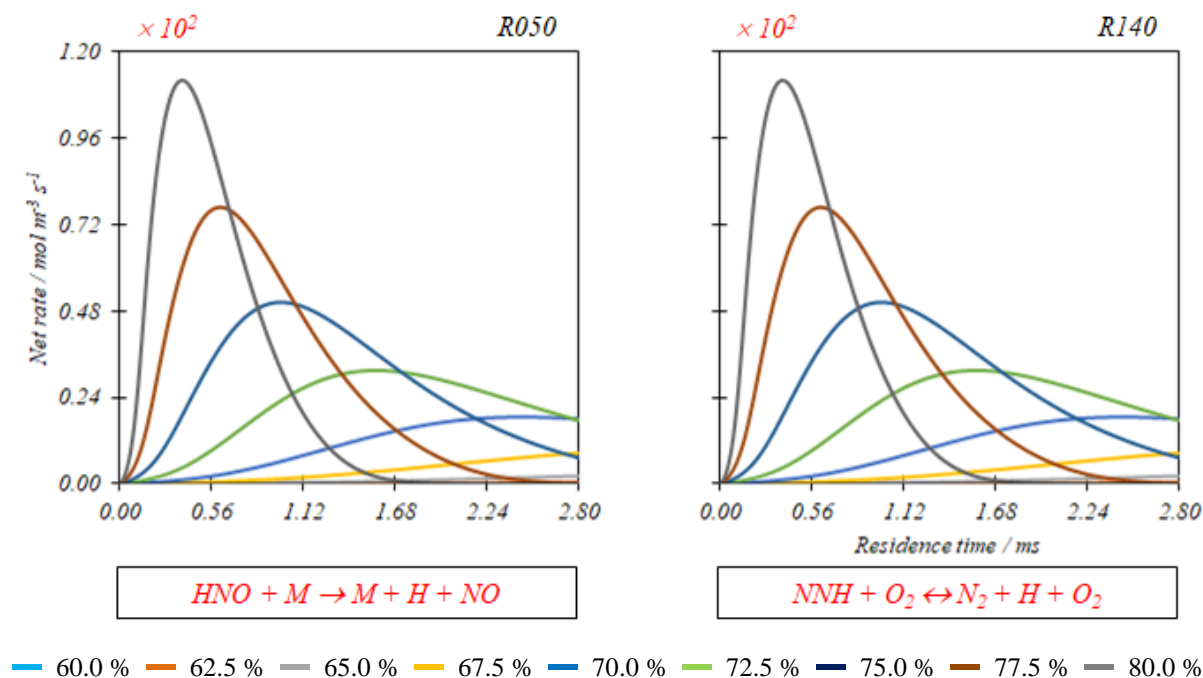 × 10² R050
1.20
0.96
0.72
0.48
0.24
0.00
Net rate / mol m⁻³ s⁻¹
0.00 0.56 1.12 1.68 2.24 2.80
HNO + M → M + H + NO
× 10² R140
0.00 0.56 1.12 1.68 2.24 2.80
Residence time / ms
NNH + O₂ ↔ N₂ + H + O₂
60.0 % 62.5 % 65.0 % 67.5 % 70.0 % 72.5 % 75.0 % 77.5 % 80.0 %